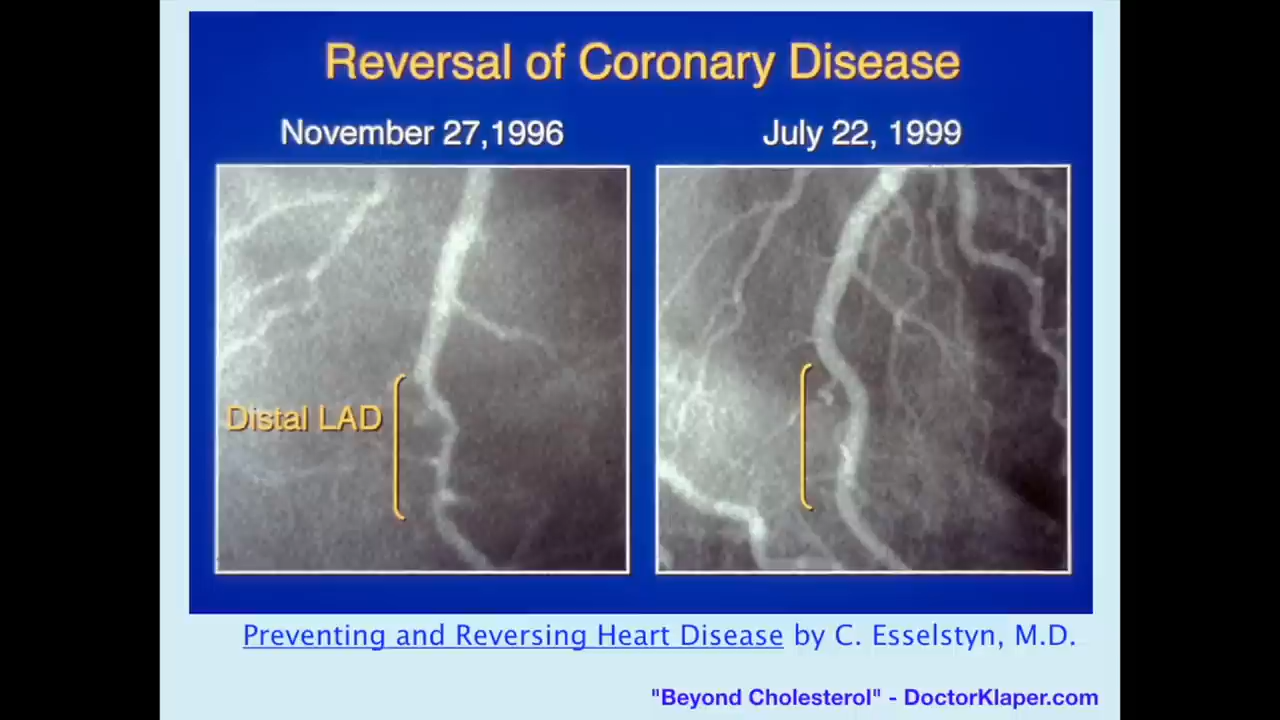 Reversal of Coronary Disease
November 27,1996
July 22, 1999
Distal LAD
Preventing and Reversing Heart Disease by C. Esselstyn, M.D.
"Beyond Cholesterol" - DoctorKlaper.com